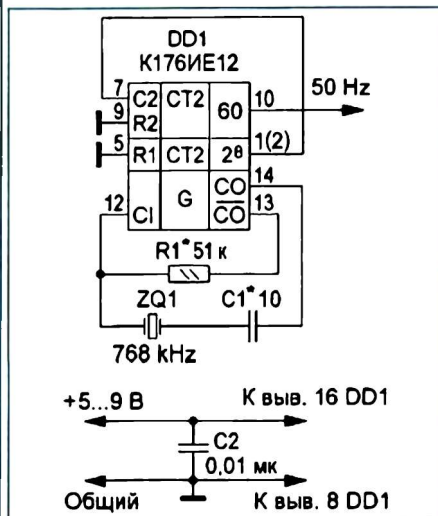 DD1
К176ИЕ12
7 C2 CT2 60 10 50 Hz
9 R2
5 R1 CT2 2⁸ 1(2)
14
12 CI G CO
CO 13
R1* 51 к
ZQ1 C1* 10
768 kHz
+5...9 В К выв. 16 DD1
C2
0,01 мк
Общий К выв. 8 DD1